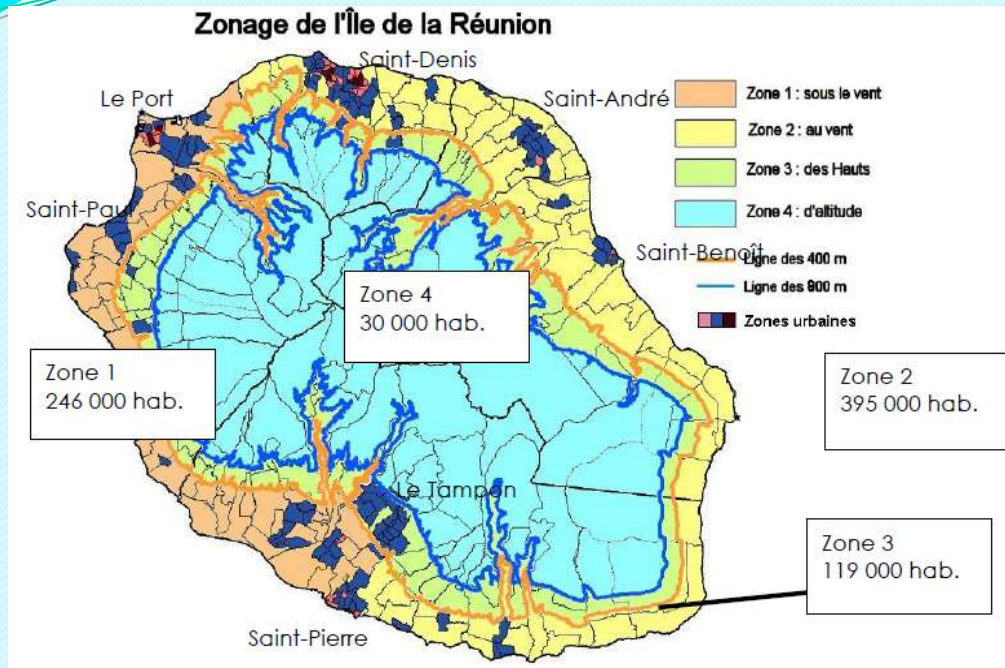 Zonage de l'Île de la Réunion
Saint-Denis
Le Port
Saint-André
Zone 1 : sous le vent
Zone 2 : au vent
Zone 3 : des Hauts
Zone 4 : d'altitude
Saint-Paul
Saint-Benoît
Ligne des 400 m
Ligne des 800 m
Zones urbaines
Zone 4
30 000 hab.
Zone 1
246 000 hab.
Zone 2
395 000 hab.
Le Tampon
Zone 3
119 000 hab.
Saint-Pierre